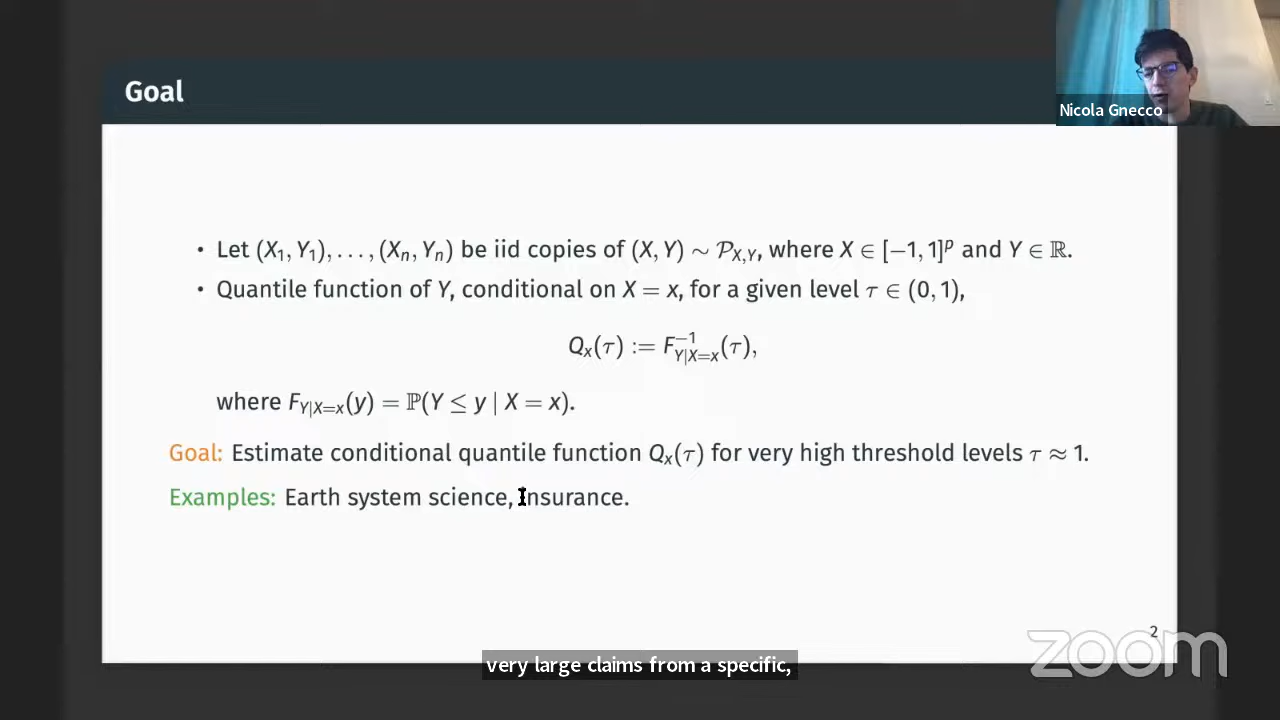 Goal
Nicola Gnecco
• Let (X₁, Y₁), . . . , (Xₙ, Yₙ) be iid copies of (X, Y) ∼ 𝒫_{X,Y}, where X ∈ [−1, 1]ᵖ and Y ∈ ℝ.
• Quantile function of Y, conditional on X = x, for a given level τ ∈ (0, 1),
Qₓ(τ) := F⁻¹_{Y|X=x}(τ),
where F_{Y|X=x}(y) = ℙ(Y ≤ y | X = x).
Goal: Estimate conditional quantile function Qₓ(τ) for very high threshold levels τ ≈ 1.
Examples: Earth system science, Insurance.
2
zoom
very large claims from a specific,